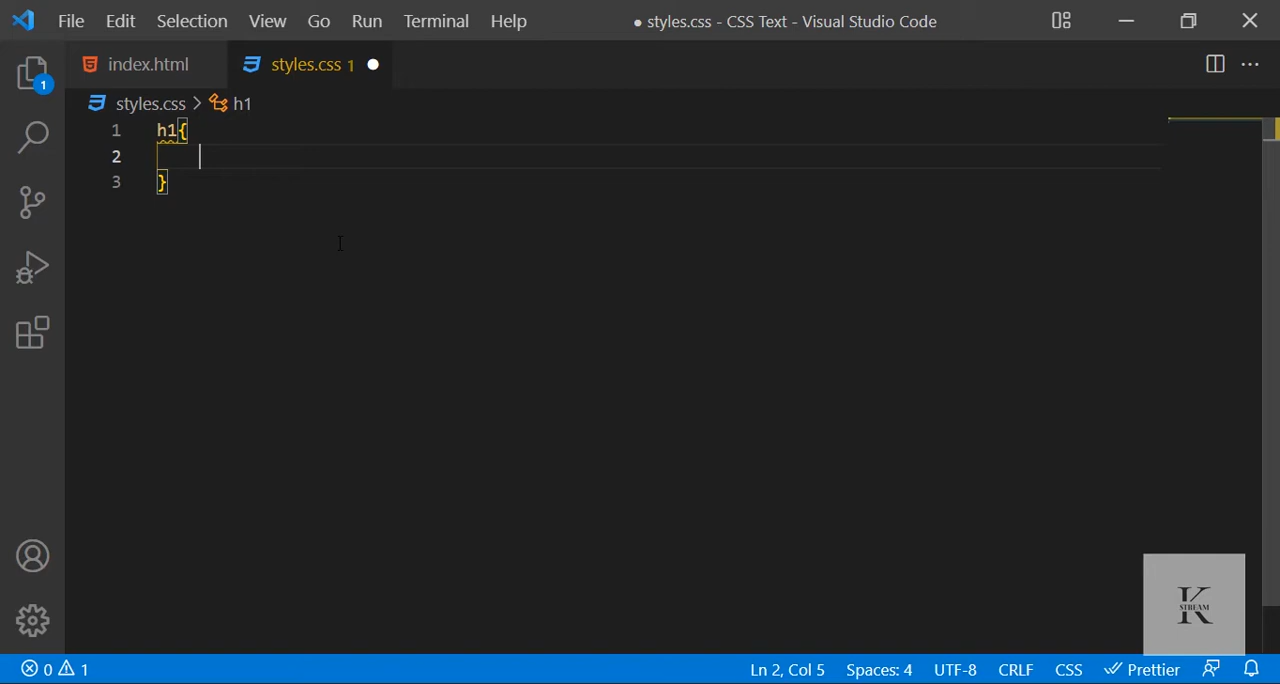 File Edit Selection View Go Run Terminal Help ● styles.css - CSS Text - Visual Studio Code
index.html styles.css 1
styles.css > h1
1 h1{
2
3 }
1
K
STREAM
0 1 Ln 2, Col 5 Spaces: 4 UTF-8 CRLF CSS Prettier